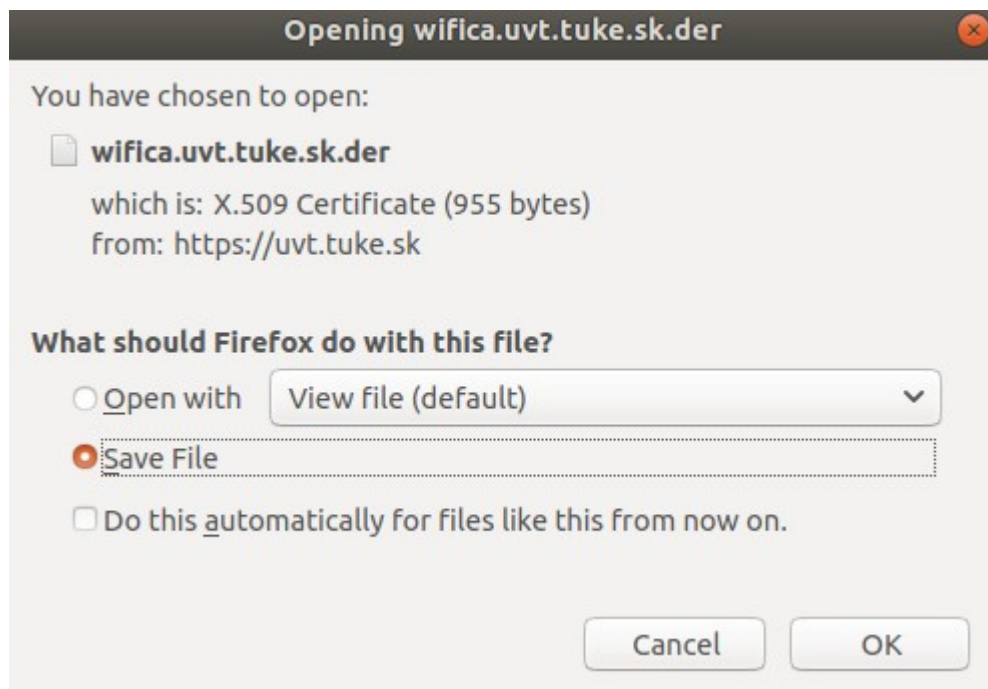 Opening wifica.uvt.tuke.sk.der
You have chosen to open:
wifica.uvt.tuke.sk.der
which is: X.509 Certificate (955 bytes)
from: https://uvt.tuke.sk
What should Firefox do with this file?
Open with View file (default)
Save File
Do this automatically for files like this from now on.
Cancel OK